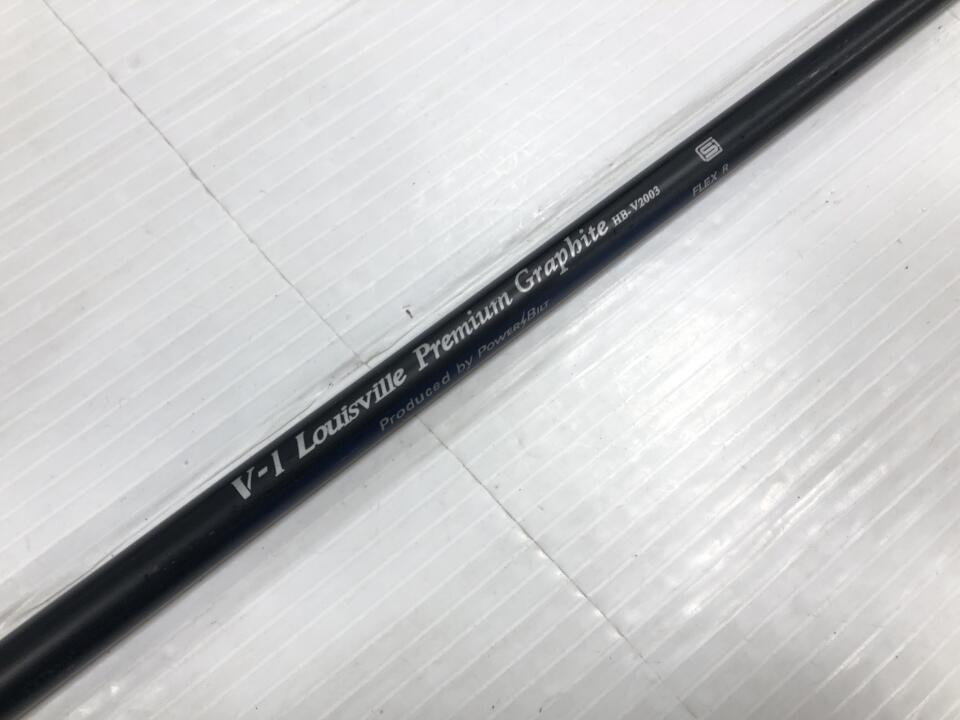 V-1 Louisville Premium Graphite HB-V2003
Produced by POWERBILT
S
FLEX R